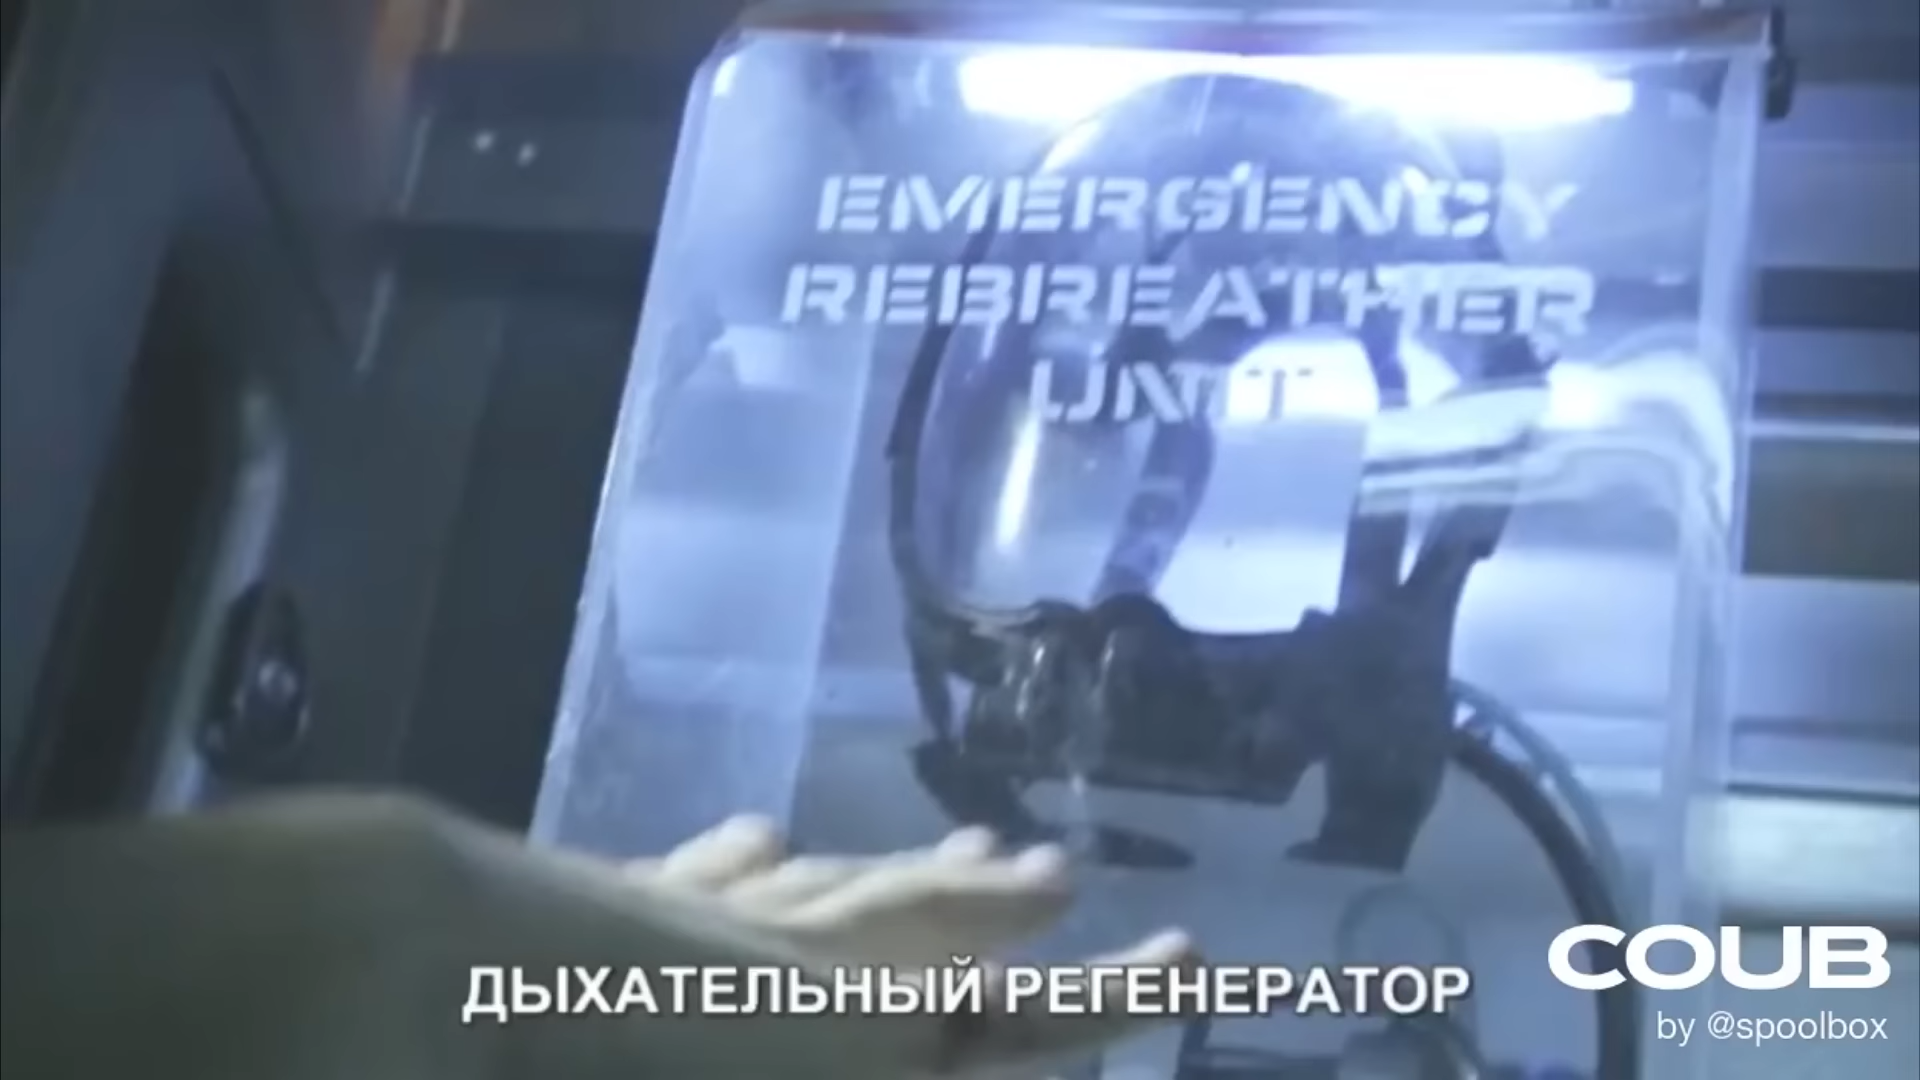 EMERGENCY
REBREATHER
UNIT
ДЫХАТЕЛЬНЫЙ РЕГЕНЕРАТОР
COUB
by @spoolbox